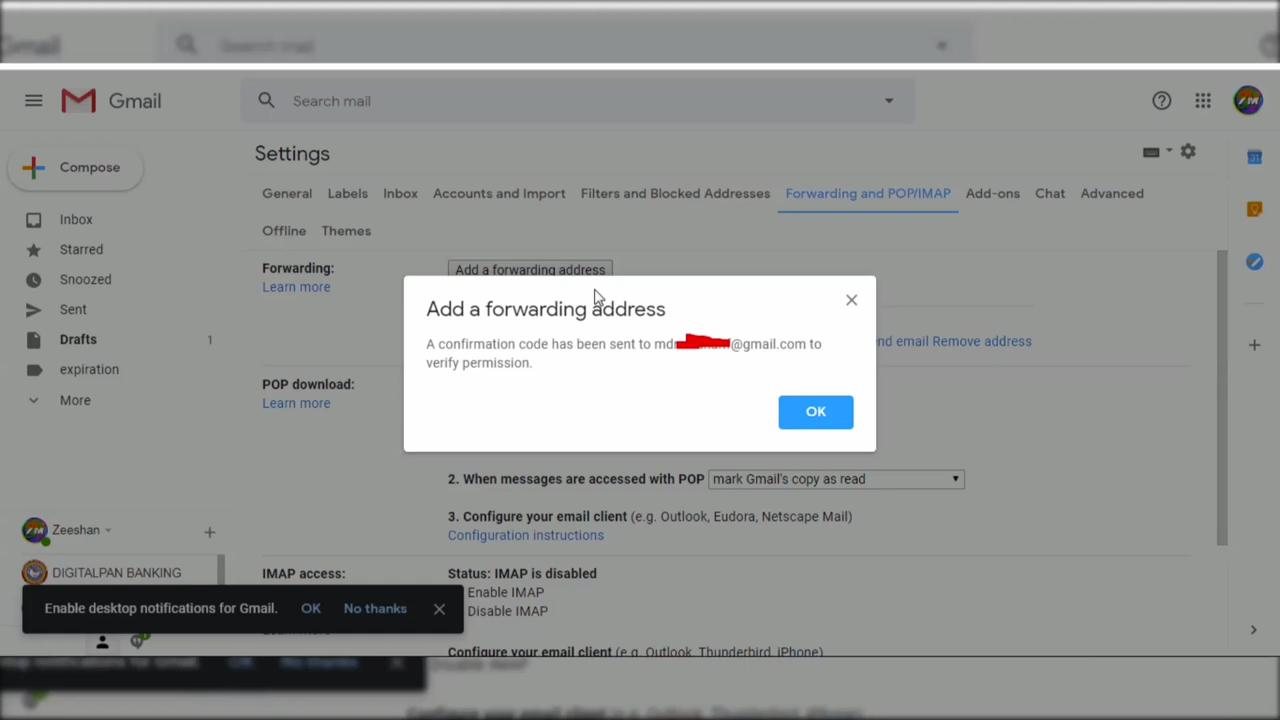 Gmail
Search mail
Gmail
Search mail
Compose
Settings
General Labels Inbox Accounts and Import Filters and Blocked Addresses Forwarding and POP/IMAP Add-ons Chat Advanced
Offline Themes
Inbox
Starred
Snoozed
Sent
Drafts 1
expiration
More
Forwarding:
Learn more
Add a forwarding address
Add a forwarding address
A confirmation code has been sent to md @gmail.com to
verify permission.
OK
email Remove address
POP download:
Learn more
2. When messages are accessed with POP mark Gmail's copy as read
3. Configure your email client (e.g. Outlook, Eudora, Netscape Mail)
Configuration instructions
IMAP access:
Status: IMAP is disabled
Enable IMAP
Disable IMAP
Configure your email client (e.g. Outlook, Thunderbird, iPhone)
Zeeshan
DIGITALPAN BANKING
Enable desktop notifications for Gmail. OK No thanks